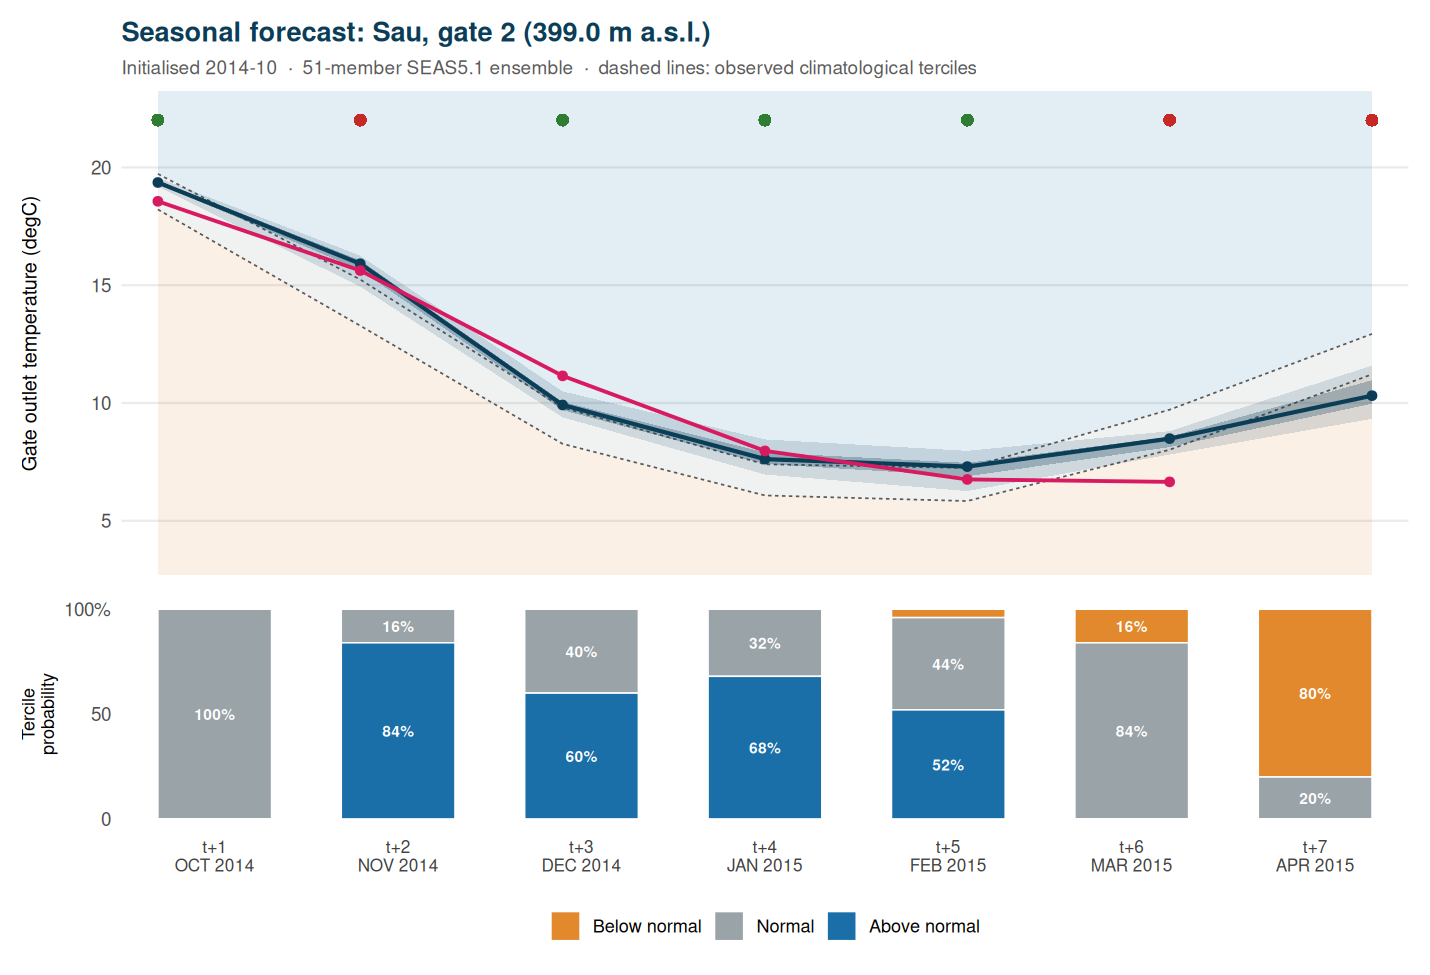 Seasonal forecast: Sau, gate 2 (399.0 m a.s.l.)
Initialised 2014-10 · 51-member SEAS5.1 ensemble · dashed lines: observed climatological terciles
Gate outlet temperature (degC)
20
15
10
5
Tercile
probability
100%
50
0
100%
16%
84%
40%
60%
32%
68%
44%
52%
16%
84%
80%
20%
t+1
OCT 2014
t+2
NOV 2014
t+3
DEC 2014
t+4
JAN 2015
t+5
FEB 2015
t+6
MAR 2015
t+7
APR 2015
Below normal
Normal
Above normal